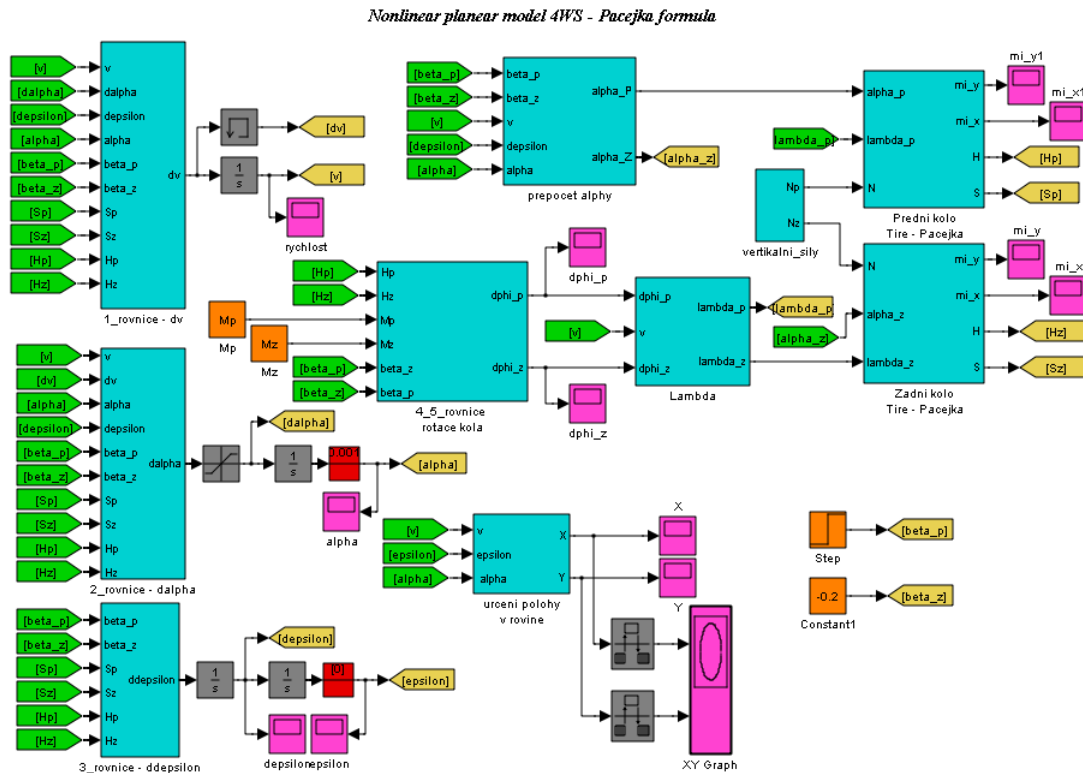 Nonlinear planear model 4WS - Pacejka formula
[v]
[dalpha]
[depsilon]
[alpha]
[beta_p]
[beta_z]
[Sp]
[Sz]
[Hp]
[Hz]
v
dalpha
depsilon
alpha
beta_p
beta_z
Sp
Sz
Hp
Hz
dv
1_rovnice - dv
1
s
[dv]
[v]
rychlost
[beta_p]
[beta_z]
[v]
[depsilon]
[alpha]
beta_p
beta_z
v
depsilon
alpha
alpha_P
alpha_Z
prepocet alphy
[alpha_z]
lambda_p]
alpha_p
lambda_p
N
mi_y
mi_x
H
S
Predni kolo
Tire - Pacejka
mi_y1
mi_x1
[Hp]
[Sp]
Np
Nz
vertikalni_sily
N
alpha_z
lambda_z
mi_y
mi_x
H
S
Zadni kolo
Tire - Pacejka
mi_y
mi_x
[Hz]
[Sz]
[alpha_z]
Mp
Mp
Mz
Mz
[Hp]
[Hz]
[beta_p]
[beta_z]
Hp
Hz
Mp
Mz
beta_z
beta_p
dphi_p
dphi_z
4_5_rovnice
rotace kola
dphi_p
dphi_z
[v]
dphi_p
v
dphi_z
lambda_p
lambda_z
Lambda
[lambda_p]
[v]
[dv]
[alpha]
[depsilon]
[beta_p]
[beta_z]
[Sp]
[Sz]
[Hp]
[Hz]
v
dv
alpha
depsilon
beta_p
beta_z
Sp
Sz
Hp
Hz
dalpha
2_rovnice - dalpha
[dalpha]
1
s
0.001
[alpha]
alpha
[v]
[epsilon]
[alpha]
v
epsilon
alpha
X
Y
urceni polohy
v rovine
X
Y
XY Graph
Step
[beta_p]
-0.2
Constant1
[beta_z]
[beta_p]
[beta_z]
[Sp]
[Sz]
[Hp]
[Hz]
beta_p
beta_z
Sp
Sz
Hp
Hz
ddepsilon
3_rovnice - ddepsilon
1
s
[depsilon]
1
s
[0]
[epsilon]
depsilon
epsilon